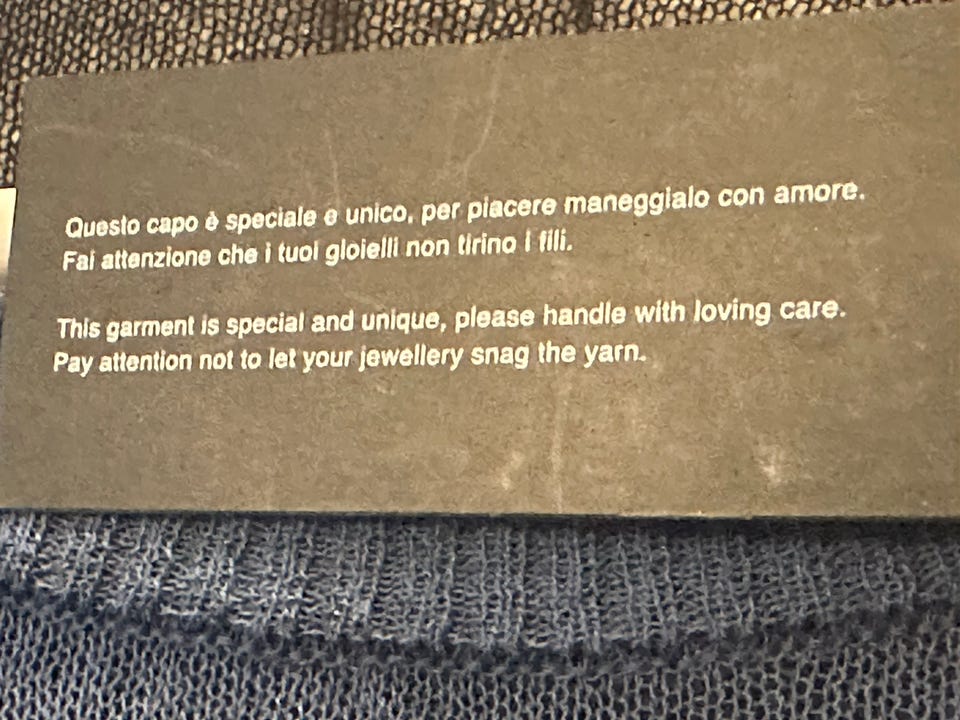 Questo capo è speciale e unico, per piacere maneggialo con amore.
Fai attenzione che i tuoi gioielli non tirino i fili.
This garment is special and unique, please handle with loving care.
Pay attention not to let your jewellery snag the yarn.